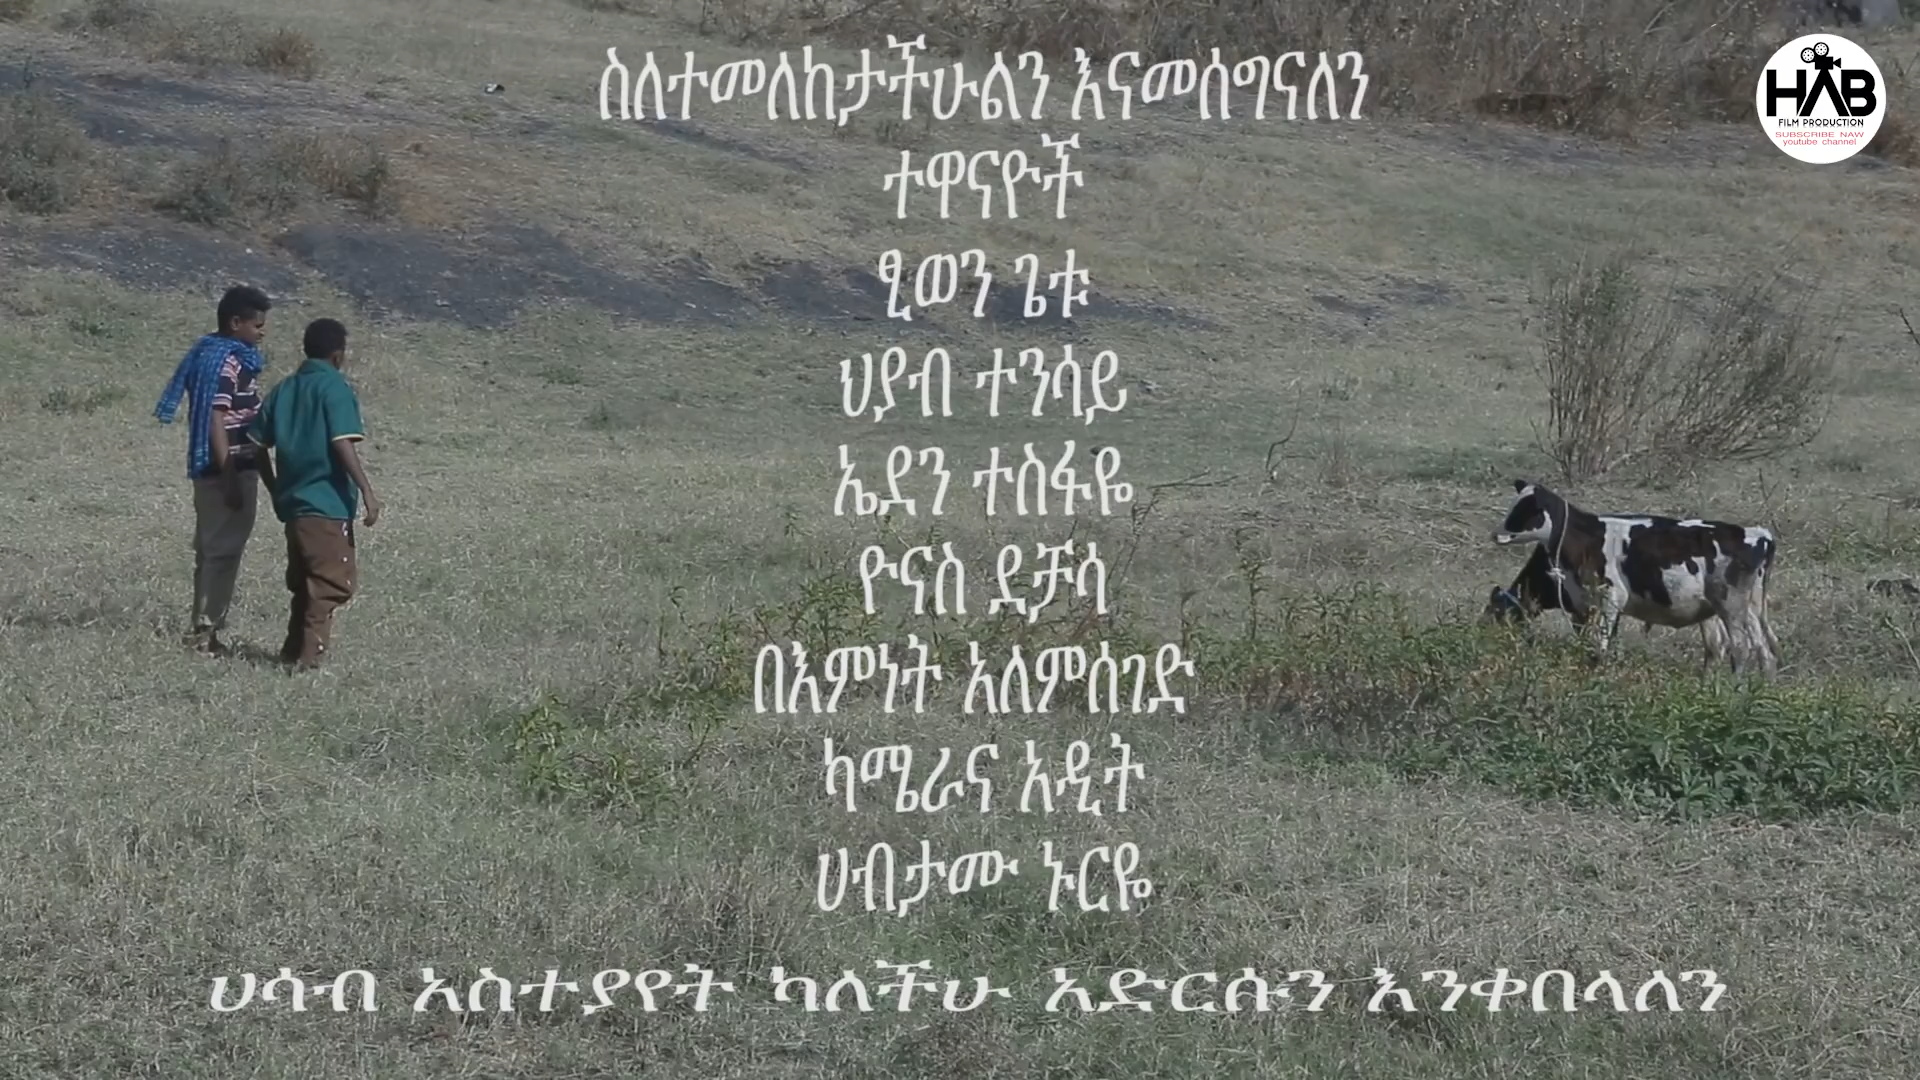 ስለተመለከታችሁልን እናመሰግናለን
ተዋናዮች
ፂወን ጌቱ
ህያብ ተንሳይ
ኤደን ተስፋዬ
ዮናስ ደቻሳ
በእምነት አለምሰገድ
ካሜራና አዲት
ሀብታሙ ኑርዬ
ሀሳብ አስተያየት ካለችሁ አድርሱን እንቀበላለን
HAB
FILM PRODUCTION
SUBSCRIBE NAW
youtube channel